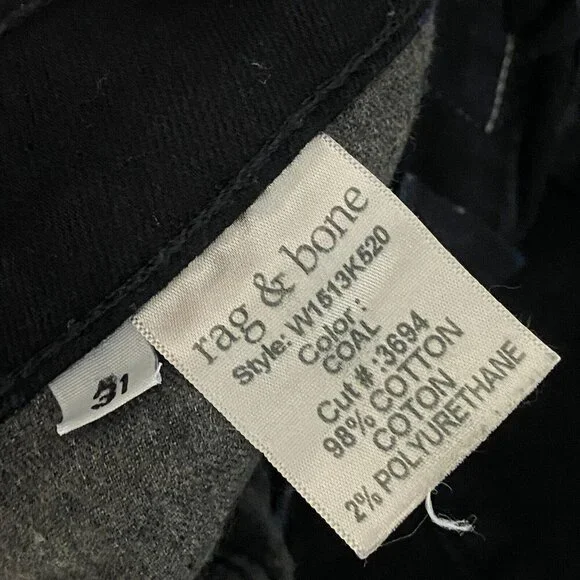 rag & bone
Style: W1513K520
Color:
COAL
Cut #:3694
98% COTTON
COTON
2% POLYURETHANE
31